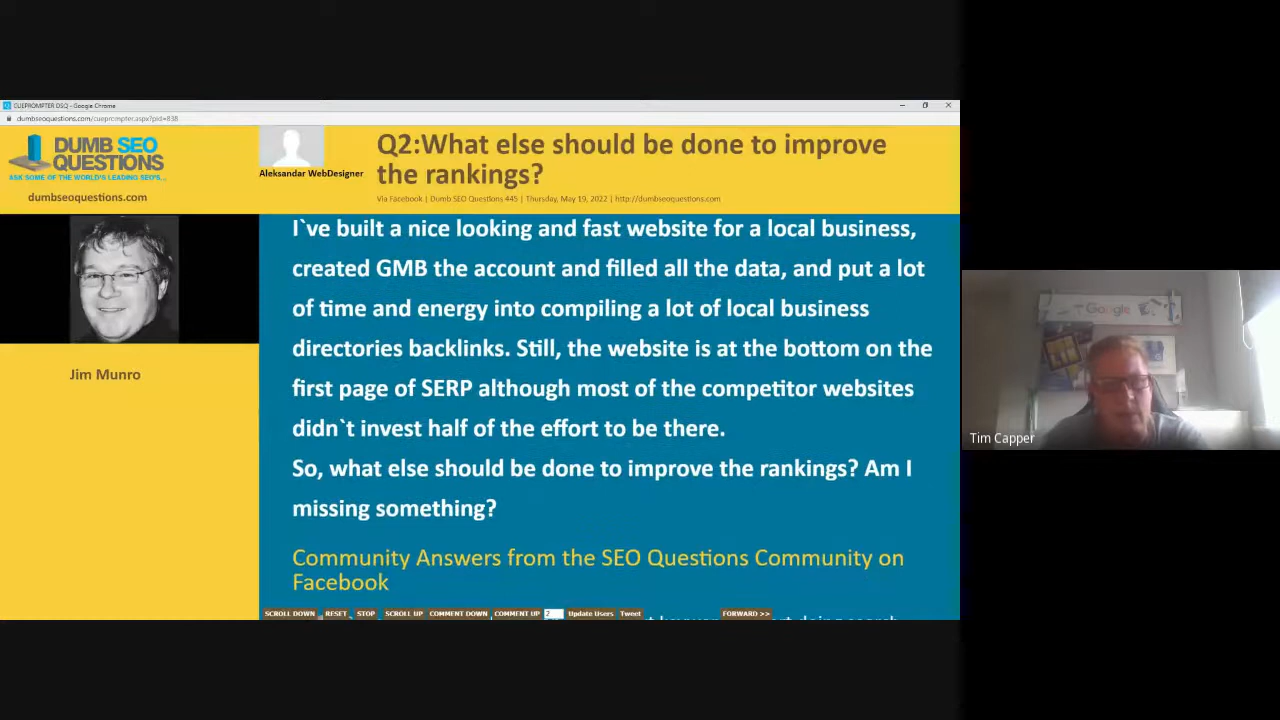 CUEPROMPTER DSQ - Google Chrome
dumbseoquestions.com/cueprompter.aspx?pid=838
DUMB SEO
QUESTIONS
ASK SOME OF THE WORLD'S LEADING SEO'S...
dumbseoquestions.com
Aleksandar WebDesigner
Q2:What else should be done to improve
the rankings?
Via Facebook | Dumb SEO Questions 445 | Thursday, May 19, 2022 | http://dumbseoquestions.com
Jim Munro
I`ve built a nice looking and fast website for a local business,
created GMB the account and filled all the data, and put a lot
of time and energy into compiling a lot of local business
directories backlinks. Still, the website is at the bottom on the
first page of SERP although most of the competitor websites
didn`t invest half of the effort to be there.
So, what else should be done to improve the rankings? Am I
missing something?
Community Answers from the SEO Questions Community on
Facebook
SCROLL DOWN RESET STOP SCROLL UP COMMENT DOWN COMMENT UP 2 Update Users Tweet FORWARD >>
doing search
Google
Tim Capper